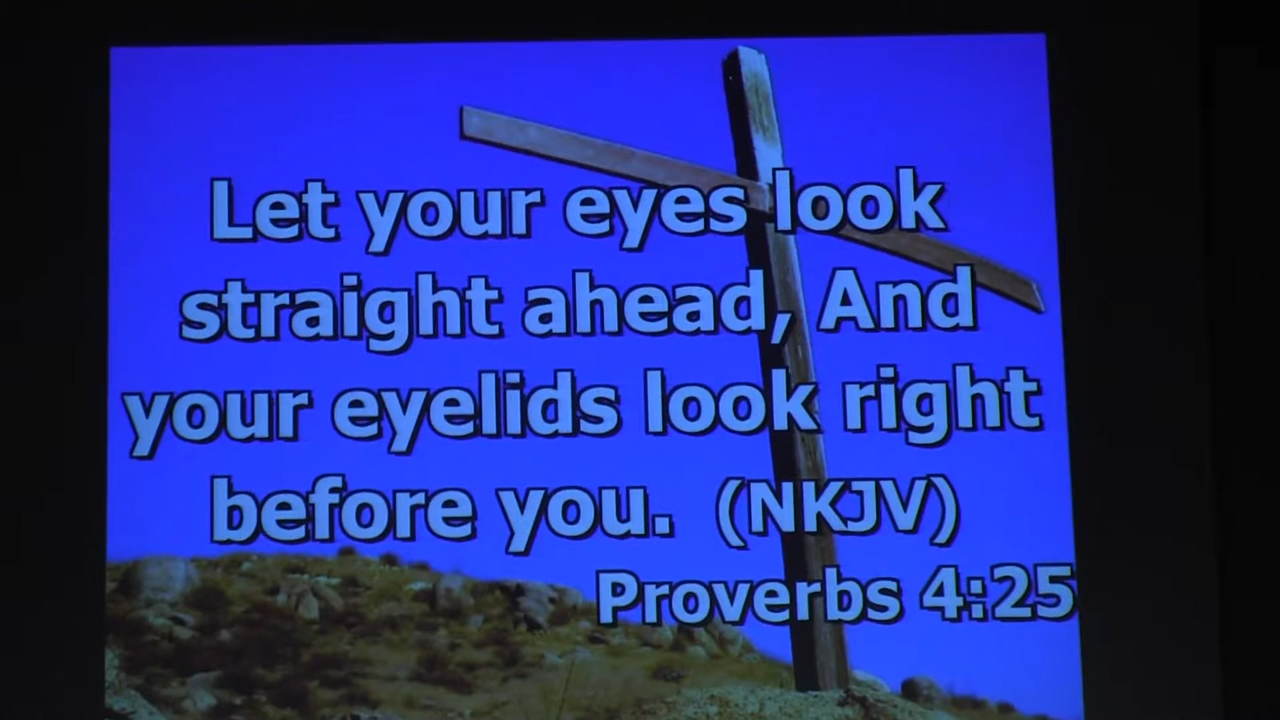 Let your eyes look
straight ahead, And
your eyelids look right
before you. (NKJV)
Proverbs 4:25